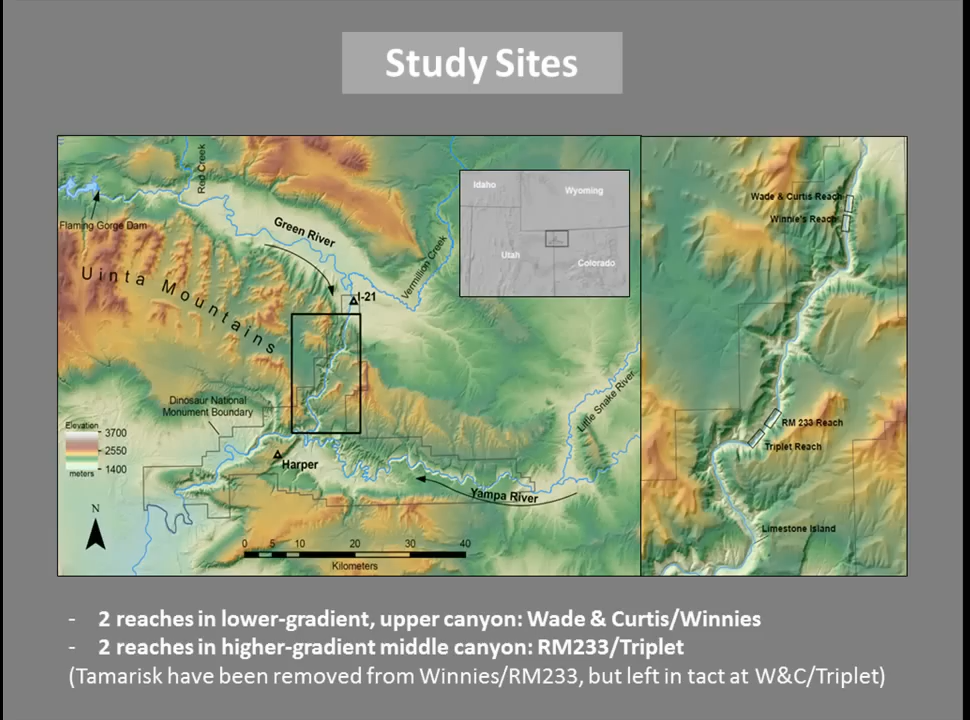 Study Sites
Red Creek
Flaming Gorge Dam
Green River
Vermillion Creek
Uinta Mountains
I-21
Idaho
Wyoming
Utah
Colorado
Dinosaur National
Monument Boundary
Little Snake River
Elevation
3700
2550
1400
meters
Harper
Yampa River
N
0 5 10 20 30 40
Kilometers
Wade & Curtis Reach
Winnie's Reach
RM 233 Reach
Triplet Reach
Limestone Island
- 2 reaches in lower-gradient, upper canyon: Wade & Curtis/Winnies
- 2 reaches in higher-gradient middle canyon: RM233/Triplet
(Tamarisk have been removed from Winnies/RM233, but left in tact at W&C/Triplet)